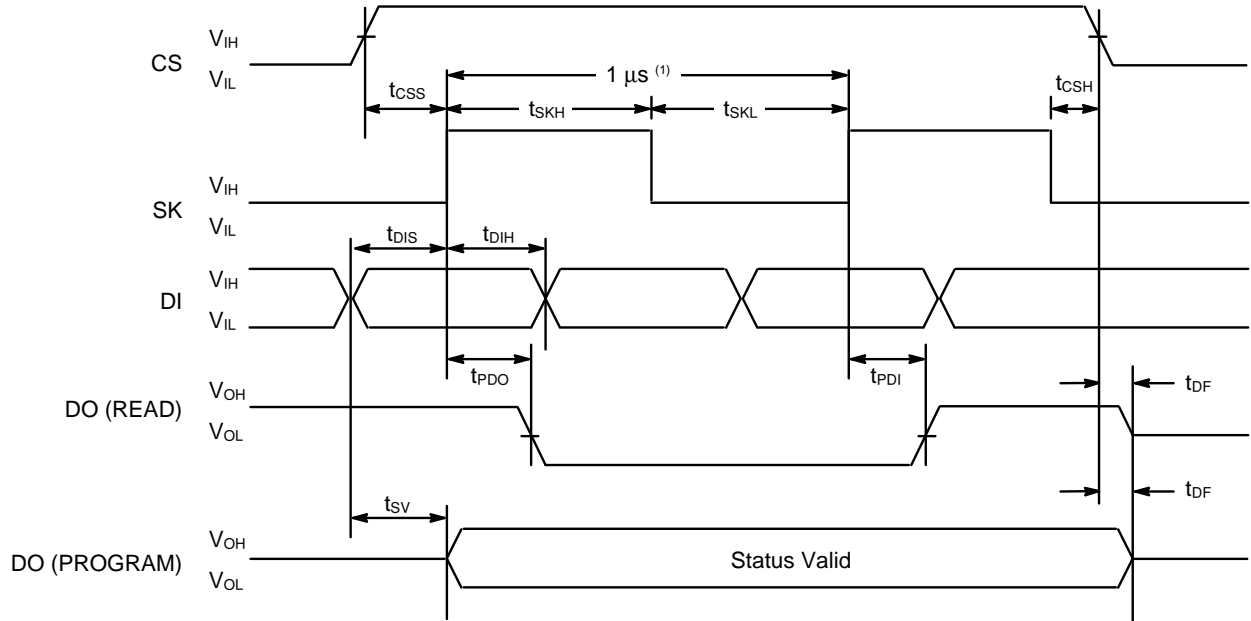 V_IH
CS
V_IL
1 μs (1)
t_CSS
t_SKH
t_SKL
t_CSH
V_IH
SK
V_IL
t_DIS
t_DIH
V_IH
DI
V_IL
t_PDO
t_PDI
t_DF
V_OH
DO (READ)
V_OL
t_SV
t_DF
V_OH
DO (PROGRAM)
Status Valid
V_OL